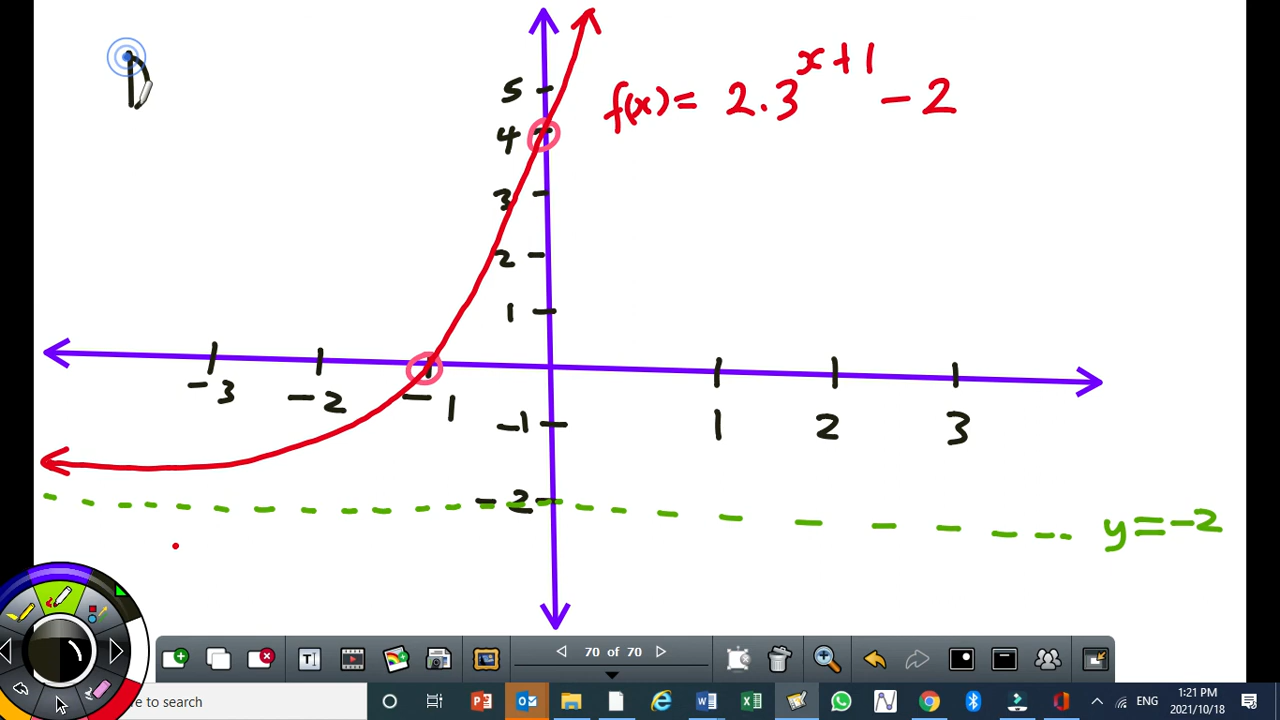 D
f(x) = 2.3^{x+1} - 2
5
4
3
2
1
-3 -2 -1 1 2 3
-1
-2
y = -2
70 of 70
re to search
ENG
1:21 PM
2021/10/18